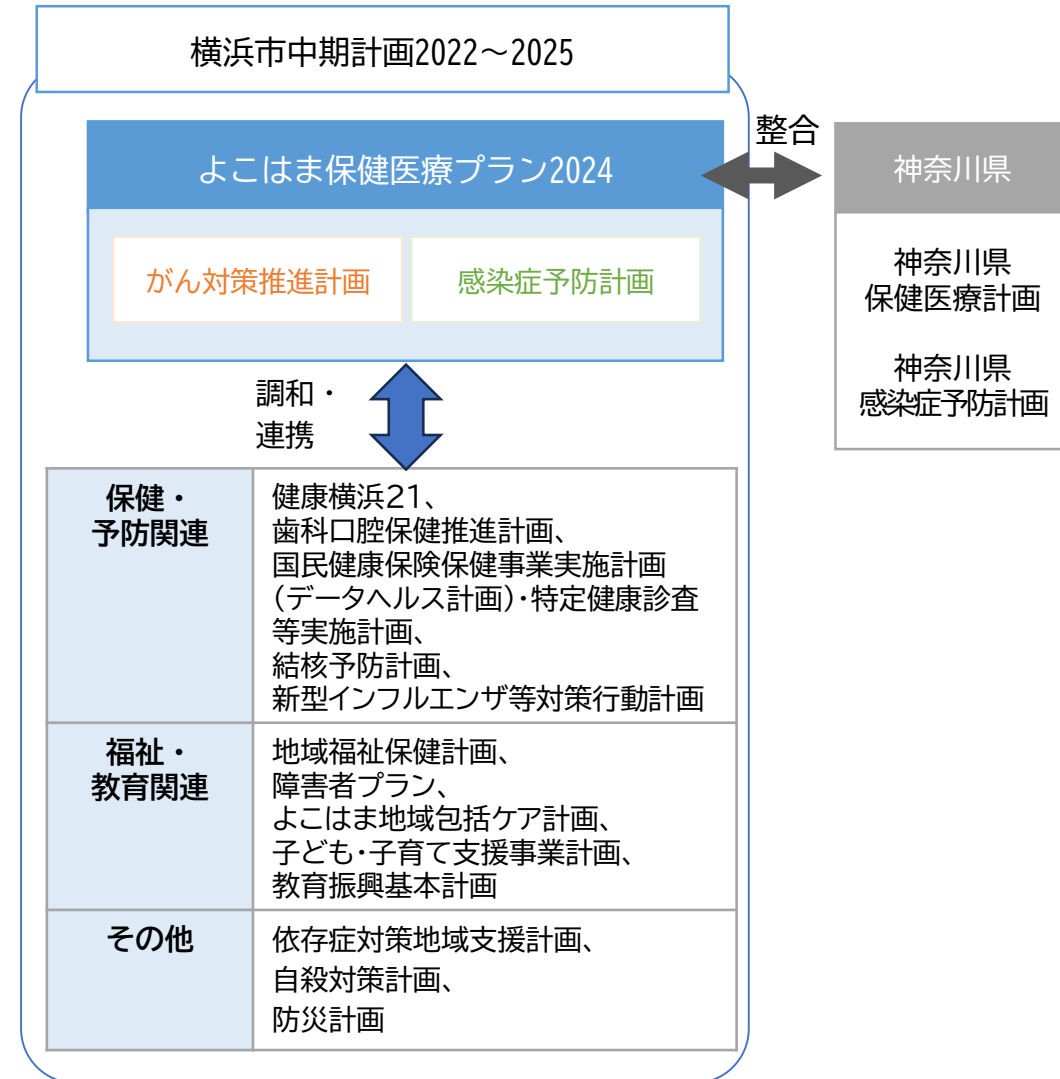 横浜市中期計画2022～2025
よこはま保健医療プラン2024
がん対策推進計画
感染症予防計画
整合
神奈川県
神奈川県
保健医療計画
神奈川県
感染症予防計画
調和・
連携
保健・
予防関連
健康横浜21、
歯科口腔保健推進計画、
国民健康保険保健事業実施計画
（データヘルス計画）・特定健康診査
等実施計画、
結核予防計画、
新型インフルエンザ等対策行動計画
福祉・
教育関連
地域福祉保健計画、
障害者プラン、
よこはま地域包括ケア計画、
子ども・子育て支援事業計画、
教育振興基本計画
その他
依存症対策地域支援計画、
自殺対策計画、
防災計画